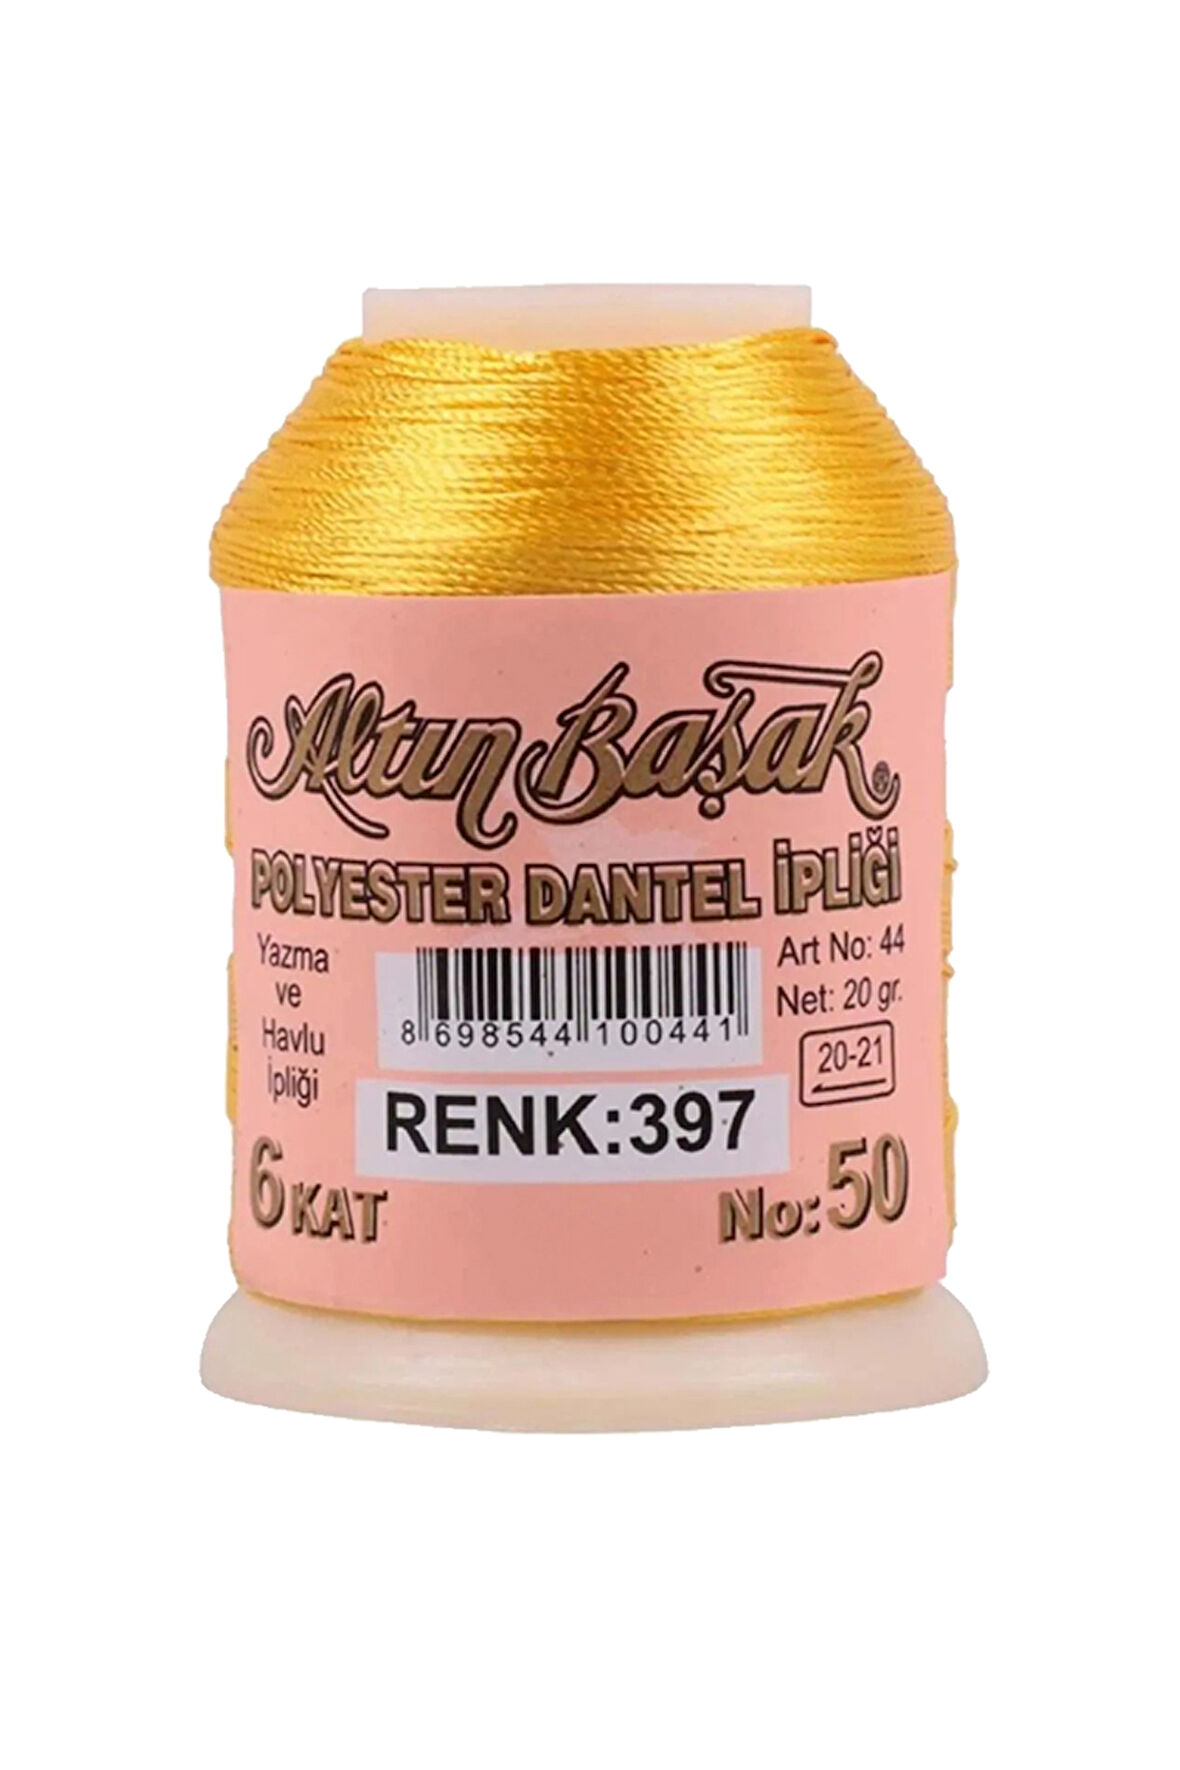 Altın Başak ®
POLYESTER DANTEL İPLİĞİ
Yazma
ve
Havlu
İpliği
8 698544 100441
Art No: 44
Net: 20 gr.
20-21
RENK:397
6 KAT
No: 50